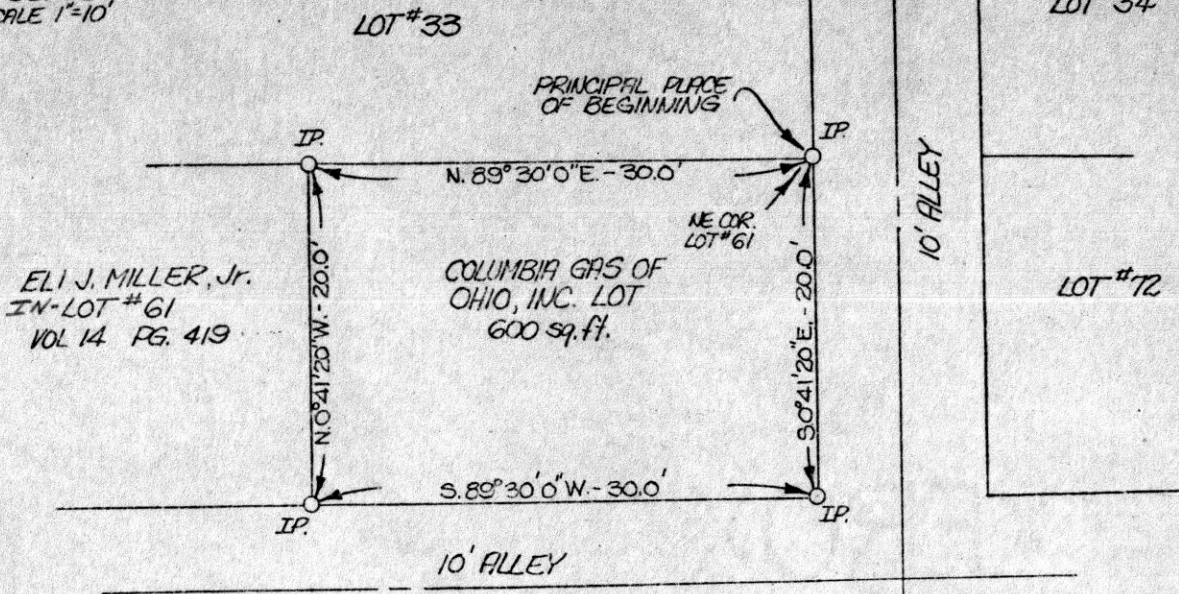 SCALE 1"=10'
LOT #33
LOT 34
PRINCIPAL PLACE
OF BEGINNING
IP.
IP.
N. 89° 30' 0" E. - 30.0'
10' ALLEY
NE COR.
LOT #61
ELI J. MILLER, Jr.
IN-LOT #61
VOL 14 PG. 419
N. 0° 41' 20" W. - 20.0'
COLUMBIA GAS OF
OHIO, INC. LOT
600 sq. ft.
S. 0° 41' 20" E. - 20.0'
LOT #72
S. 89° 30' 0" W. - 30.0'
IP.
IP.
10' ALLEY